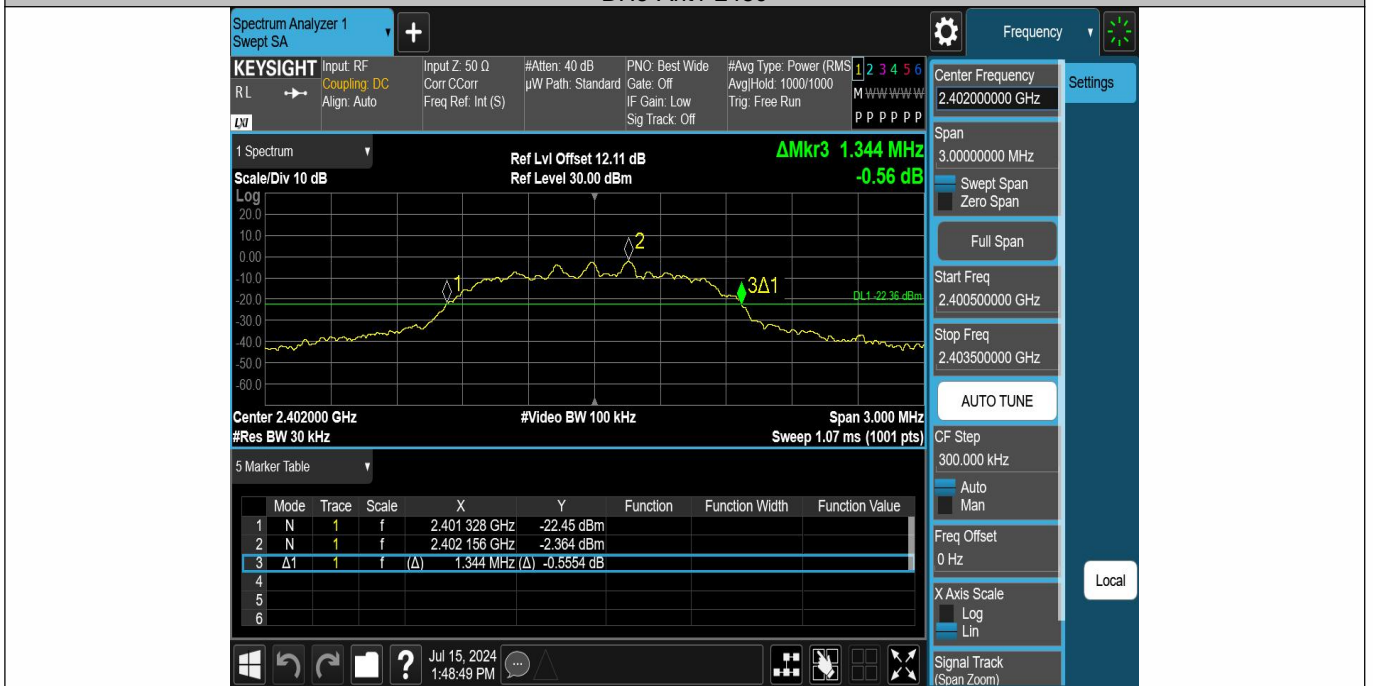 Spectrum Analyzer 1
Swept SA
+
Frequency
KEYSIGHT
RL
LXI
Input: RF
Coupling: DC
Align: Auto
Input Z: 50 Ω
Corr CCorr
Freq Ref: Int (S)
#Atten: 40 dB
µW Path: Standard
PNO: Best Wide
Gate: Off
IF Gain: Low
Sig Track: Off
#Avg Type: Power (RMS
Avg|Hold: 1000/1000
Trig: Free Run
1 2 3 4 5 6
M W W W W W
P P P P P P
1 Spectrum
Scale/Div 10 dB
Ref Lvl Offset 12.11 dB
Ref Level 30.00 dBm
ΔMkr3 1.344 MHz
-0.56 dB
Log
20.0
10.0
0.00
-10.0
-20.0
-30.0
-40.0
-50.0
-60.0
1
2
3Δ1
DL1 -22.36 dBm
Center 2.402000 GHz
#Video BW 100 kHz
Span 3.000 MHz
#Res BW 30 kHz
Sweep 1.07 ms (1001 pts)
5 Marker Table
Mode Trace Scale X Y Function Function Width Function Value
1 N 1 f 2.401 328 GHz -22.45 dBm
2 N 1 f 2.402 156 GHz -2.364 dBm
3 Δ1 1 f (Δ) 1.344 MHz (Δ) -0.5554 dB
4
5
6
?
Jul 15, 2024
1:48:49 PM
Center Frequency
2.402000000 GHz
Settings
Span
3.00000000 MHz
Swept Span
Zero Span
Full Span
Start Freq
2.400500000 GHz
Stop Freq
2.403500000 GHz
AUTO TUNE
CF Step
300.000 kHz
Auto
Man
Freq Offset
0 Hz
X Axis Scale
Log
Lin
Local
Signal Track
(Span Zoom)